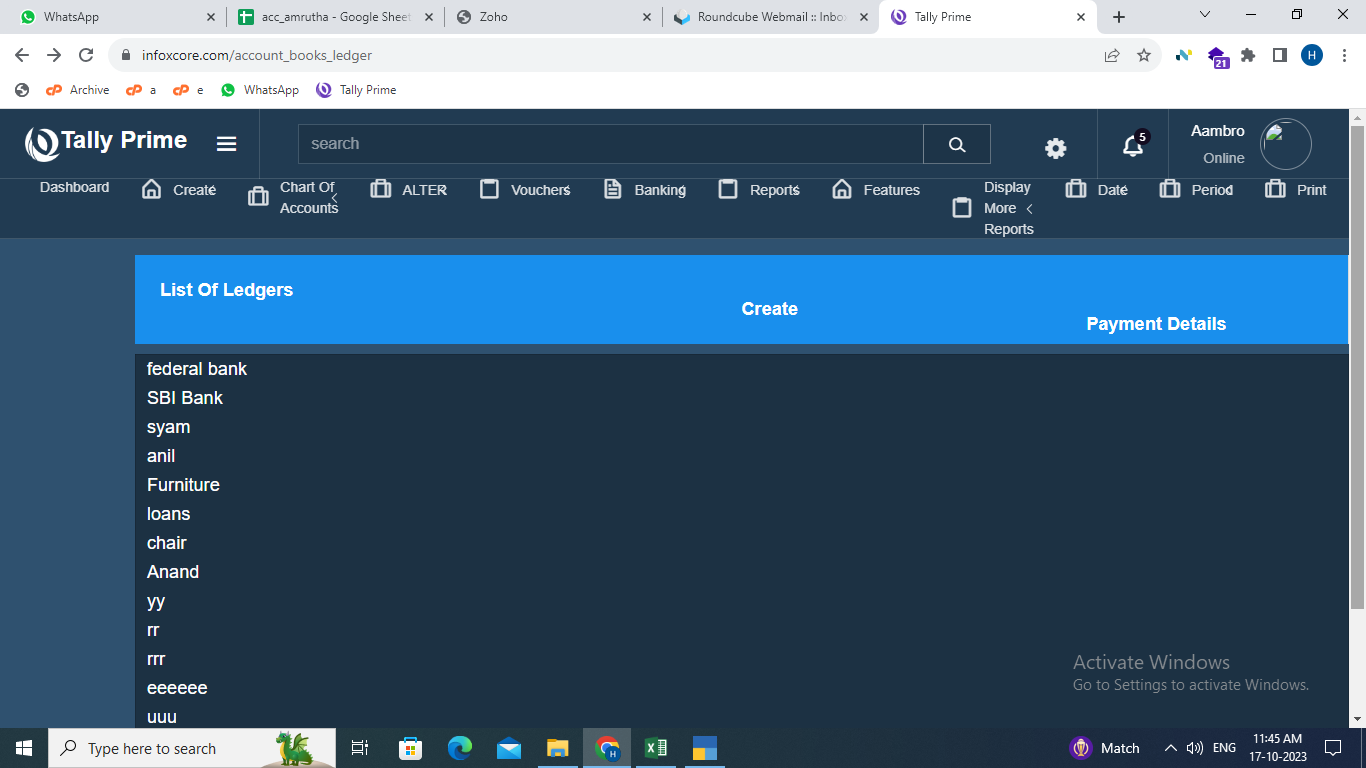 WhatsApp
acc_amrutha - Google Sheet
Zoho
Roundcube Webmail :: Inbo
Tally Prime
infoxcore.com/account_books_ledger
21
H
cP Archive
cP a
cP e
WhatsApp
Tally Prime
Tally Prime
search
5
Aambro
Online
Dashboard
Create
Chart Of
Accounts
ALTER
Vouchers
Banking
Reports
Features
Display
More
Reports
Date
Period
Print
List Of Ledgers
Create
Payment Details
federal bank
SBI Bank
syam
anil
Furniture
loans
chair
Anand
yy
rr
rrr
eeeeee
uuu
Activate Windows
Go to Settings to activate Windows.
Type here to search
H
Match
ENG
11:45 AM
17-10-2023